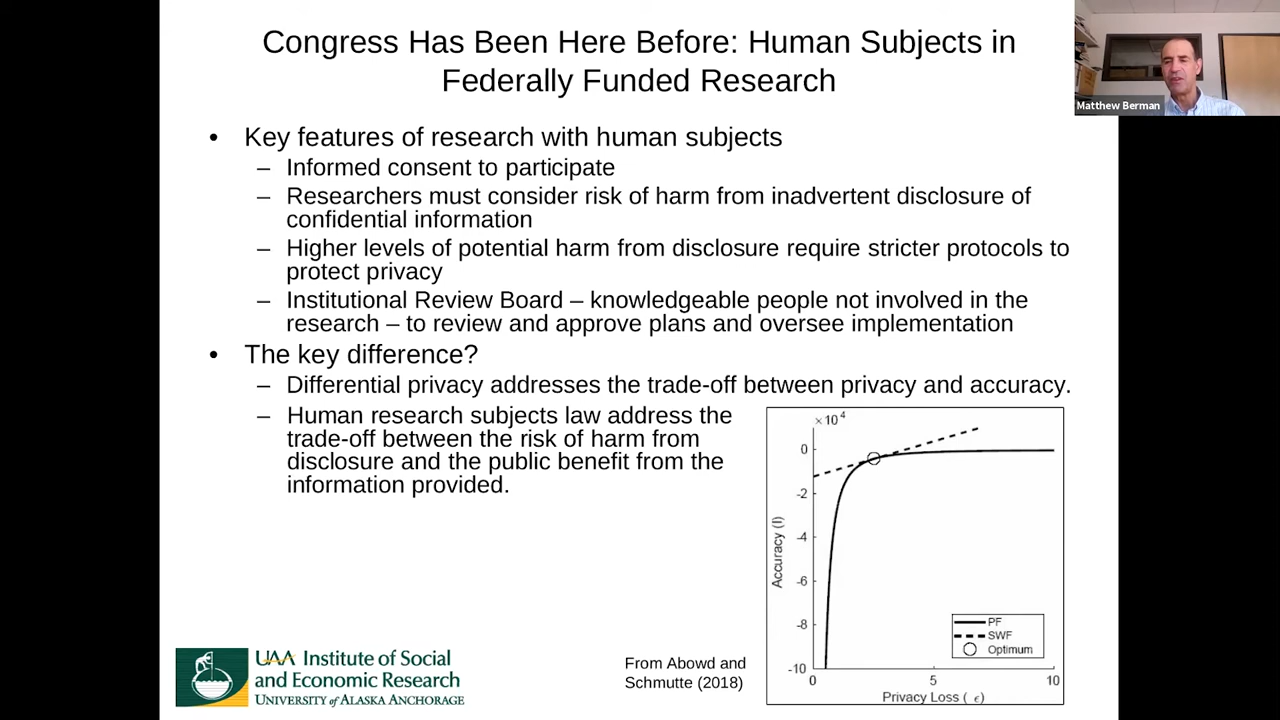 Congress Has Been Here Before: Human Subjects in
Federally Funded Research
Matthew Berman
• Key features of research with human subjects
– Informed consent to participate
– Researchers must consider risk of harm from inadvertent disclosure of
confidential information
– Higher levels of potential harm from disclosure require stricter protocols to
protect privacy
– Institutional Review Board – knowledgeable people not involved in the
research – to review and approve plans and oversee implementation
• The key difference?
– Differential privacy addresses the trade-off between privacy and accuracy.
– Human research subjects law address the
trade-off between the risk of harm from
disclosure and the public benefit from the
information provided.
×10 4
0
-2
-4
-6
-8
-10
Accuracy (I)
PF
SWF
Optimum
0 5 10
Privacy Loss ( ϵ)
From Abowd and
Schmutte (2018)
UAA Institute of Social
and Economic Research
UNIVERSITY of ALASKA ANCHORAGE